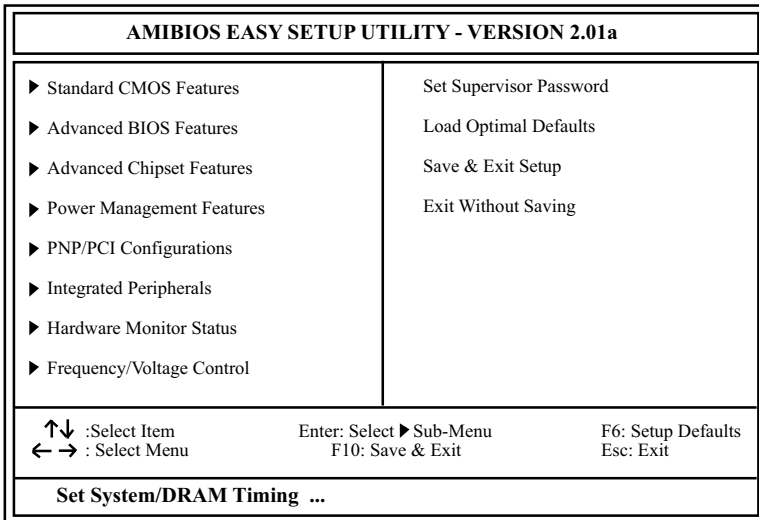 AMIBIOS EASY SETUP UTILITY - VERSION 2.01a
Standard CMOS Features
Advanced BIOS Features
Advanced Chipset Features
Power Management Features
PNP/PCI Configurations
Integrated Peripherals
Hardware Monitor Status
Frequency/Voltage Control
Set Supervisor Password
Load Optimal Defaults
Save & Exit Setup
Exit Without Saving
↑↓ :Select Item Enter: Select ▶ Sub-Menu F6: Setup Defaults
← → : Select Menu F10: Save & Exit Esc: Exit
Set System/DRAM Timing ...